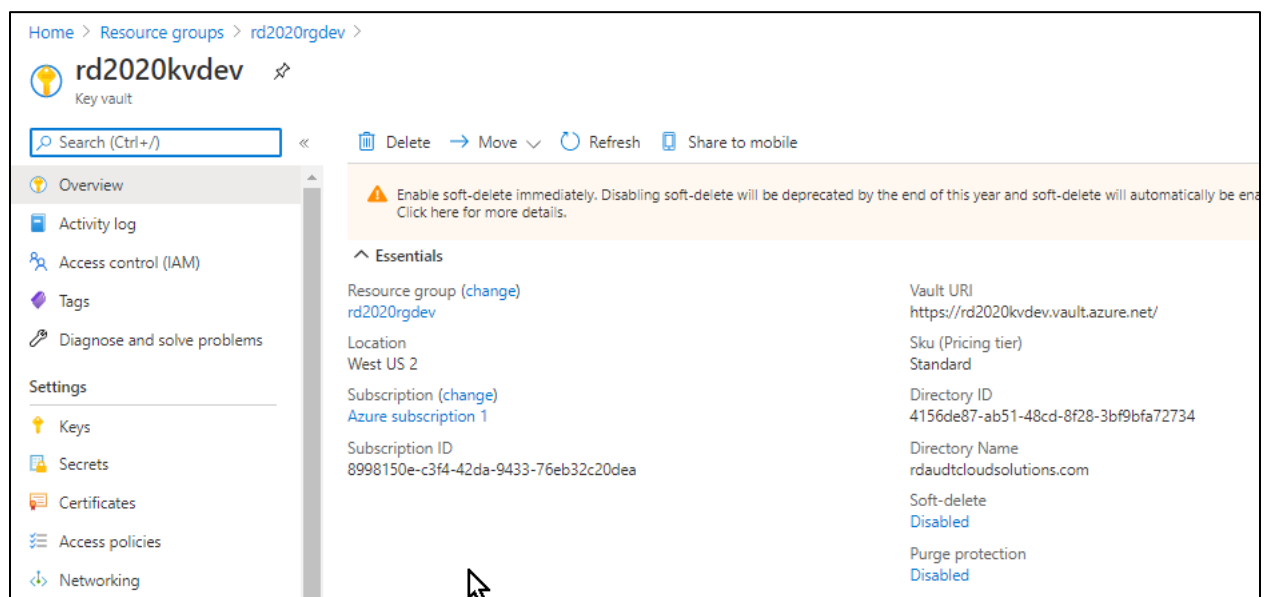 Home > Resource groups > rd2020rgdev >
rd2020kvdev
Key vault
Search (Ctrl+/)
«
Delete
Move
Refresh
Share to mobile
Overview
Activity log
Access control (IAM)
Tags
Diagnose and solve problems
Settings
Keys
Secrets
Certificates
Access policies
Networking
Enable soft-delete immediately. Disabling soft-delete will be deprecated by the end of this year and soft-delete will automatically be ena
Click here for more details.
Essentials
Resource group (change)
rd2020rgdev
Location
West US 2
Subscription (change)
Azure subscription 1
Subscription ID
8998150e-c3f4-42da-9433-76eb32c20dea
Vault URI
https://rd2020kvdev.vault.azure.net/
Sku (Pricing tier)
Standard
Directory ID
4156de87-ab51-48cd-8f28-3bf9bfa72734
Directory Name
rdaudtcloudsolutions.com
Soft-delete
Disabled
Purge protection
Disabled